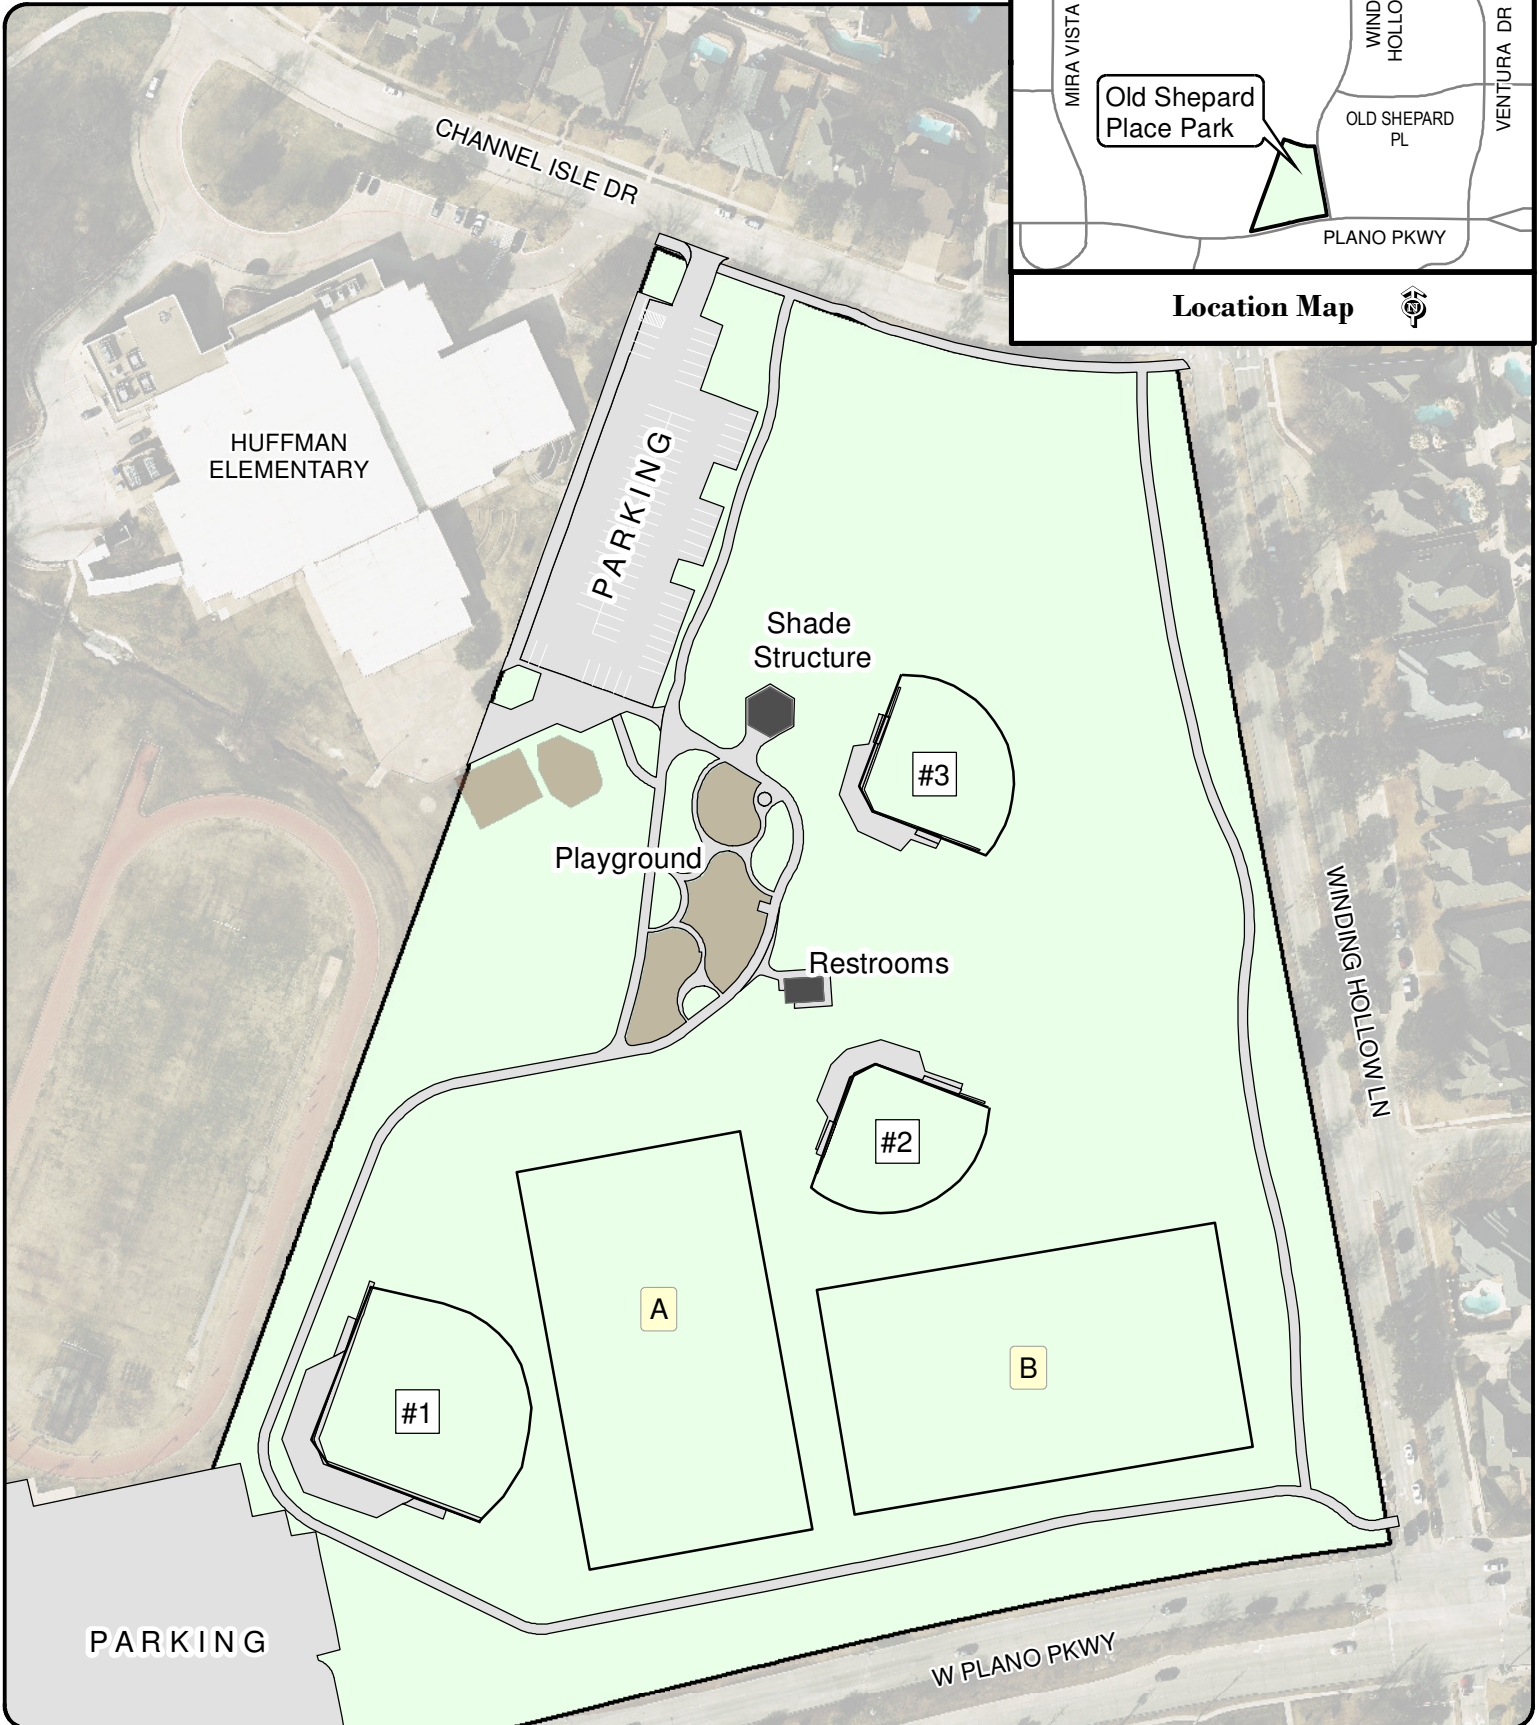 MIRA VISTA
WIND
HOLLO
VENTURA DR
Old Shepard
Place Park
OLD SHEPARD
PL
PLANO PKWY
Location Map
N
CHANNEL ISLE DR
HUFFMAN
ELEMENTARY
PARKING
Shade
Structure
#3
Playground
Restrooms
WINDING HOLLOW LN
#2
A
B
#1
PARKING
W PLANO PKWY